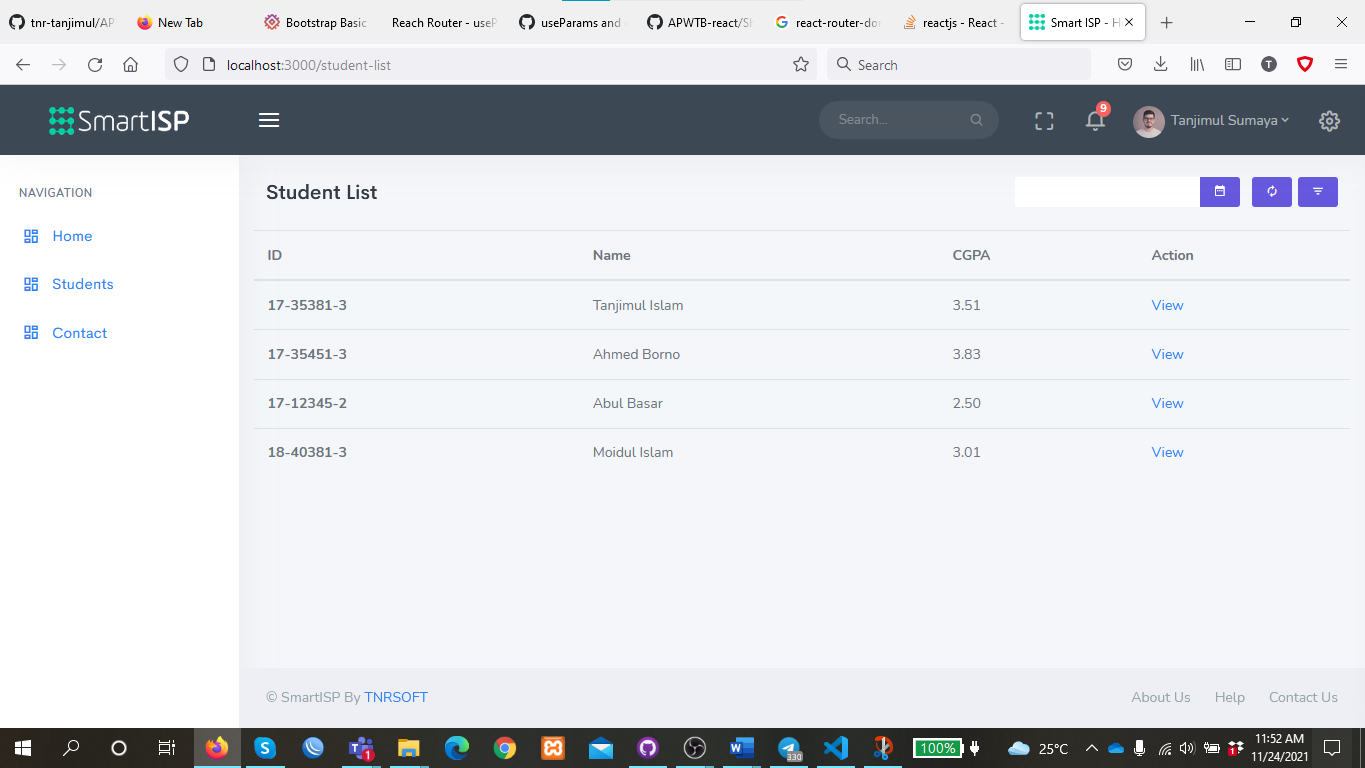 tnr-tanjimul/AP
New Tab
Bootstrap Basic
Reach Router - useP
useParams and
APWTB-react/S
react-router-do
reactjs - React -
Smart ISP - H
localhost:3000/student-list
Search
T
SmartISP
Search...
9
Tanjimul Sumaya
NAVIGATION
Home
Students
Contact
Student List
ID Name CGPA Action
17-35381-3 Tanjimul Islam 3.51 View
17-35451-3 Ahmed Borno 3.83 View
17-12345-2 Abul Basar 2.50 View
18-40381-3 Moidul Islam 3.01 View
© SmartISP By TNRSOFT
About Us Help Contact Us
1
330
100%
25°C
1
11:52 AM
11/24/2021